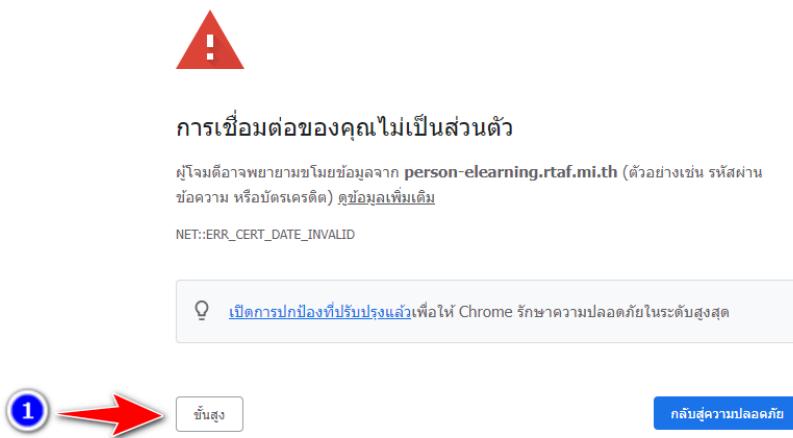 การเชื่อมต่อของคุณไม่เป็นส่วนตัว
ผู้โจมตีอาจพยายามขโมยข้อมูลจาก person-elearning.rtaf.mi.th (ตัวอย่างเช่น รหัสผ่าน
ข้อความ หรือบัตรเครดิต) ดูข้อมูลเพิ่มเติม
NET::ERR_CERT_DATE_INVALID
เปิดการปกป้องที่ปรับปรุงแล้วเพื่อให้ Chrome รักษาความปลอดภัยในระดับสูงสุด
1 ขั้นสูง กลับสู่ความปลอดภัย